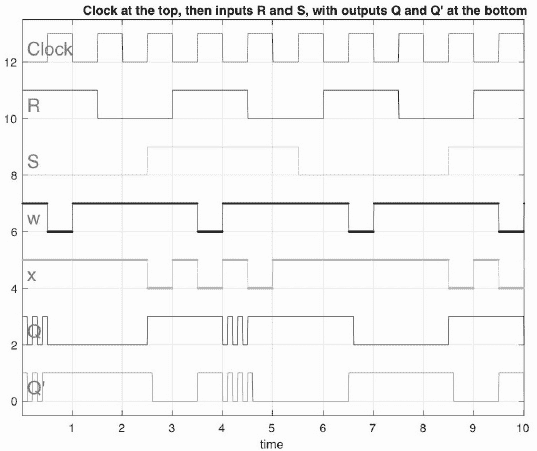 Clock at the top, then inputs R and S, with outputs Q and Q' at the bottom
Clock
12
R
10
S
8
w
6
x
4
Q
2
Q'
0
1 2 3 4 5 6 7 8 9 10
time